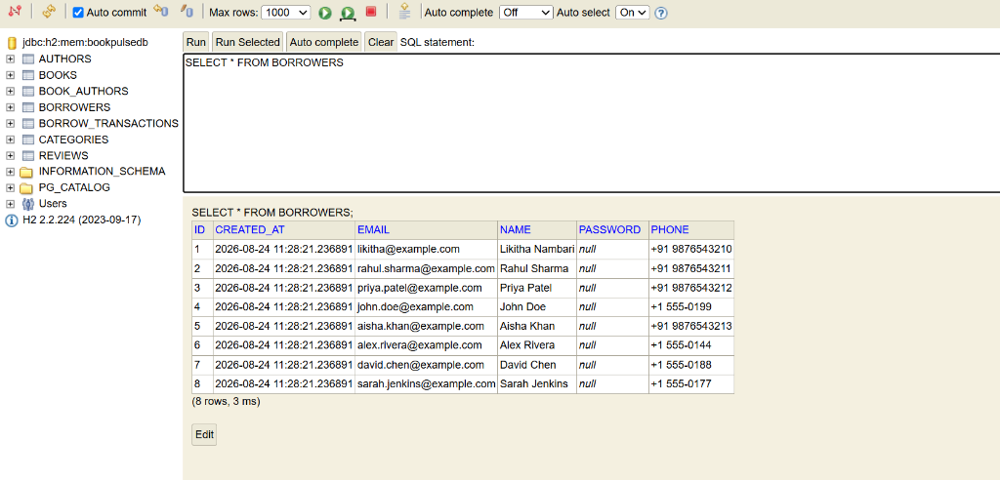 Auto commit Max rows: 1000 Auto complete Off Auto select On ?
jdbc:h2:mem:bookpulsedb
AUTHORS
BOOKS
BOOK_AUTHORS
BORROWERS
BORROW_TRANSACTIONS
CATEGORIES
REVIEWS
INFORMATION_SCHEMA
PG_CATALOG
Users
H2 2.2.224 (2023-09-17)
Run Run Selected Auto complete Clear SQL statement:
SELECT * FROM BORROWERS
SELECT * FROM BORROWERS;
ID CREATED_AT EMAIL NAME PASSWORD PHONE
1 2026-08-24 11:28:21.236891 likitha@example.com Likitha Nambari null +91 9876543210
2 2026-08-24 11:28:21.236891 rahul.sharma@example.com Rahul Sharma null +91 9876543211
3 2026-08-24 11:28:21.236891 priya.patel@example.com Priya Patel null +91 9876543212
4 2026-08-24 11:28:21.236891 john.doe@example.com John Doe null +1 555-0199
5 2026-08-24 11:28:21.236891 aisha.khan@example.com Aisha Khan null +91 9876543213
6 2026-08-24 11:28:21.236891 alex.rivera@example.com Alex Rivera null +1 555-0144
7 2026-08-24 11:28:21.236891 david.chen@example.com David Chen null +1 555-0188
8 2026-08-24 11:28:21.236891 sarah.jenkins@example.com Sarah Jenkins null +1 555-0177
(8 rows, 3 ms)
Edit